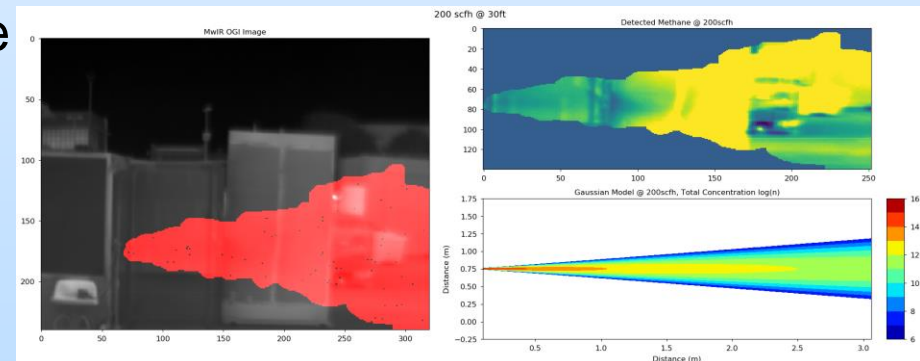 e
200 scfh @ 30ft
MwIR OGI Image
0
50
100
150
200
0 50 100 150 200 250 300
Detected Methane @ 200scfh
0
20
40
60
80
100
120
0 50 100 150 200 250
Gaussian Model @ 200scfh, Total Concentration log(n)
Distance (m)
1.75
1.50
1.25
1.00
0.75
0.50
0.25
0.00
-0.25
0.5 1.0 1.5 2.0 2.5 3.0
Distance (m)
16
14
12
10
8
6